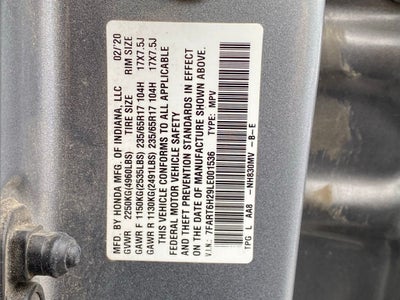 MFD. BY HONDA MFG. OF INDIANA, LLC 02/'20
GVWR 2250KG(4960LBS) TIRE SIZE RIM SIZE
GAWR F 1150KG(2535LBS) 235/65R17 104H 17X7.5J
GAWR R 1130KG(2491LBS) 235/65R17 104H 17X7.5J
THIS VEHICLE CONFORMS TO ALL APPLICABLE
FEDERAL MOTOR VEHICLE SAFETY
AND THEFT PREVENTION STANDARDS IN EFFECT
ON THE DATE OF MANUFACTURE SHOWN ABOVE.
V.I.N.: 7FART6H29LE001536 TYPE: MPV
TPG L AA8 -NH830MV -B-E